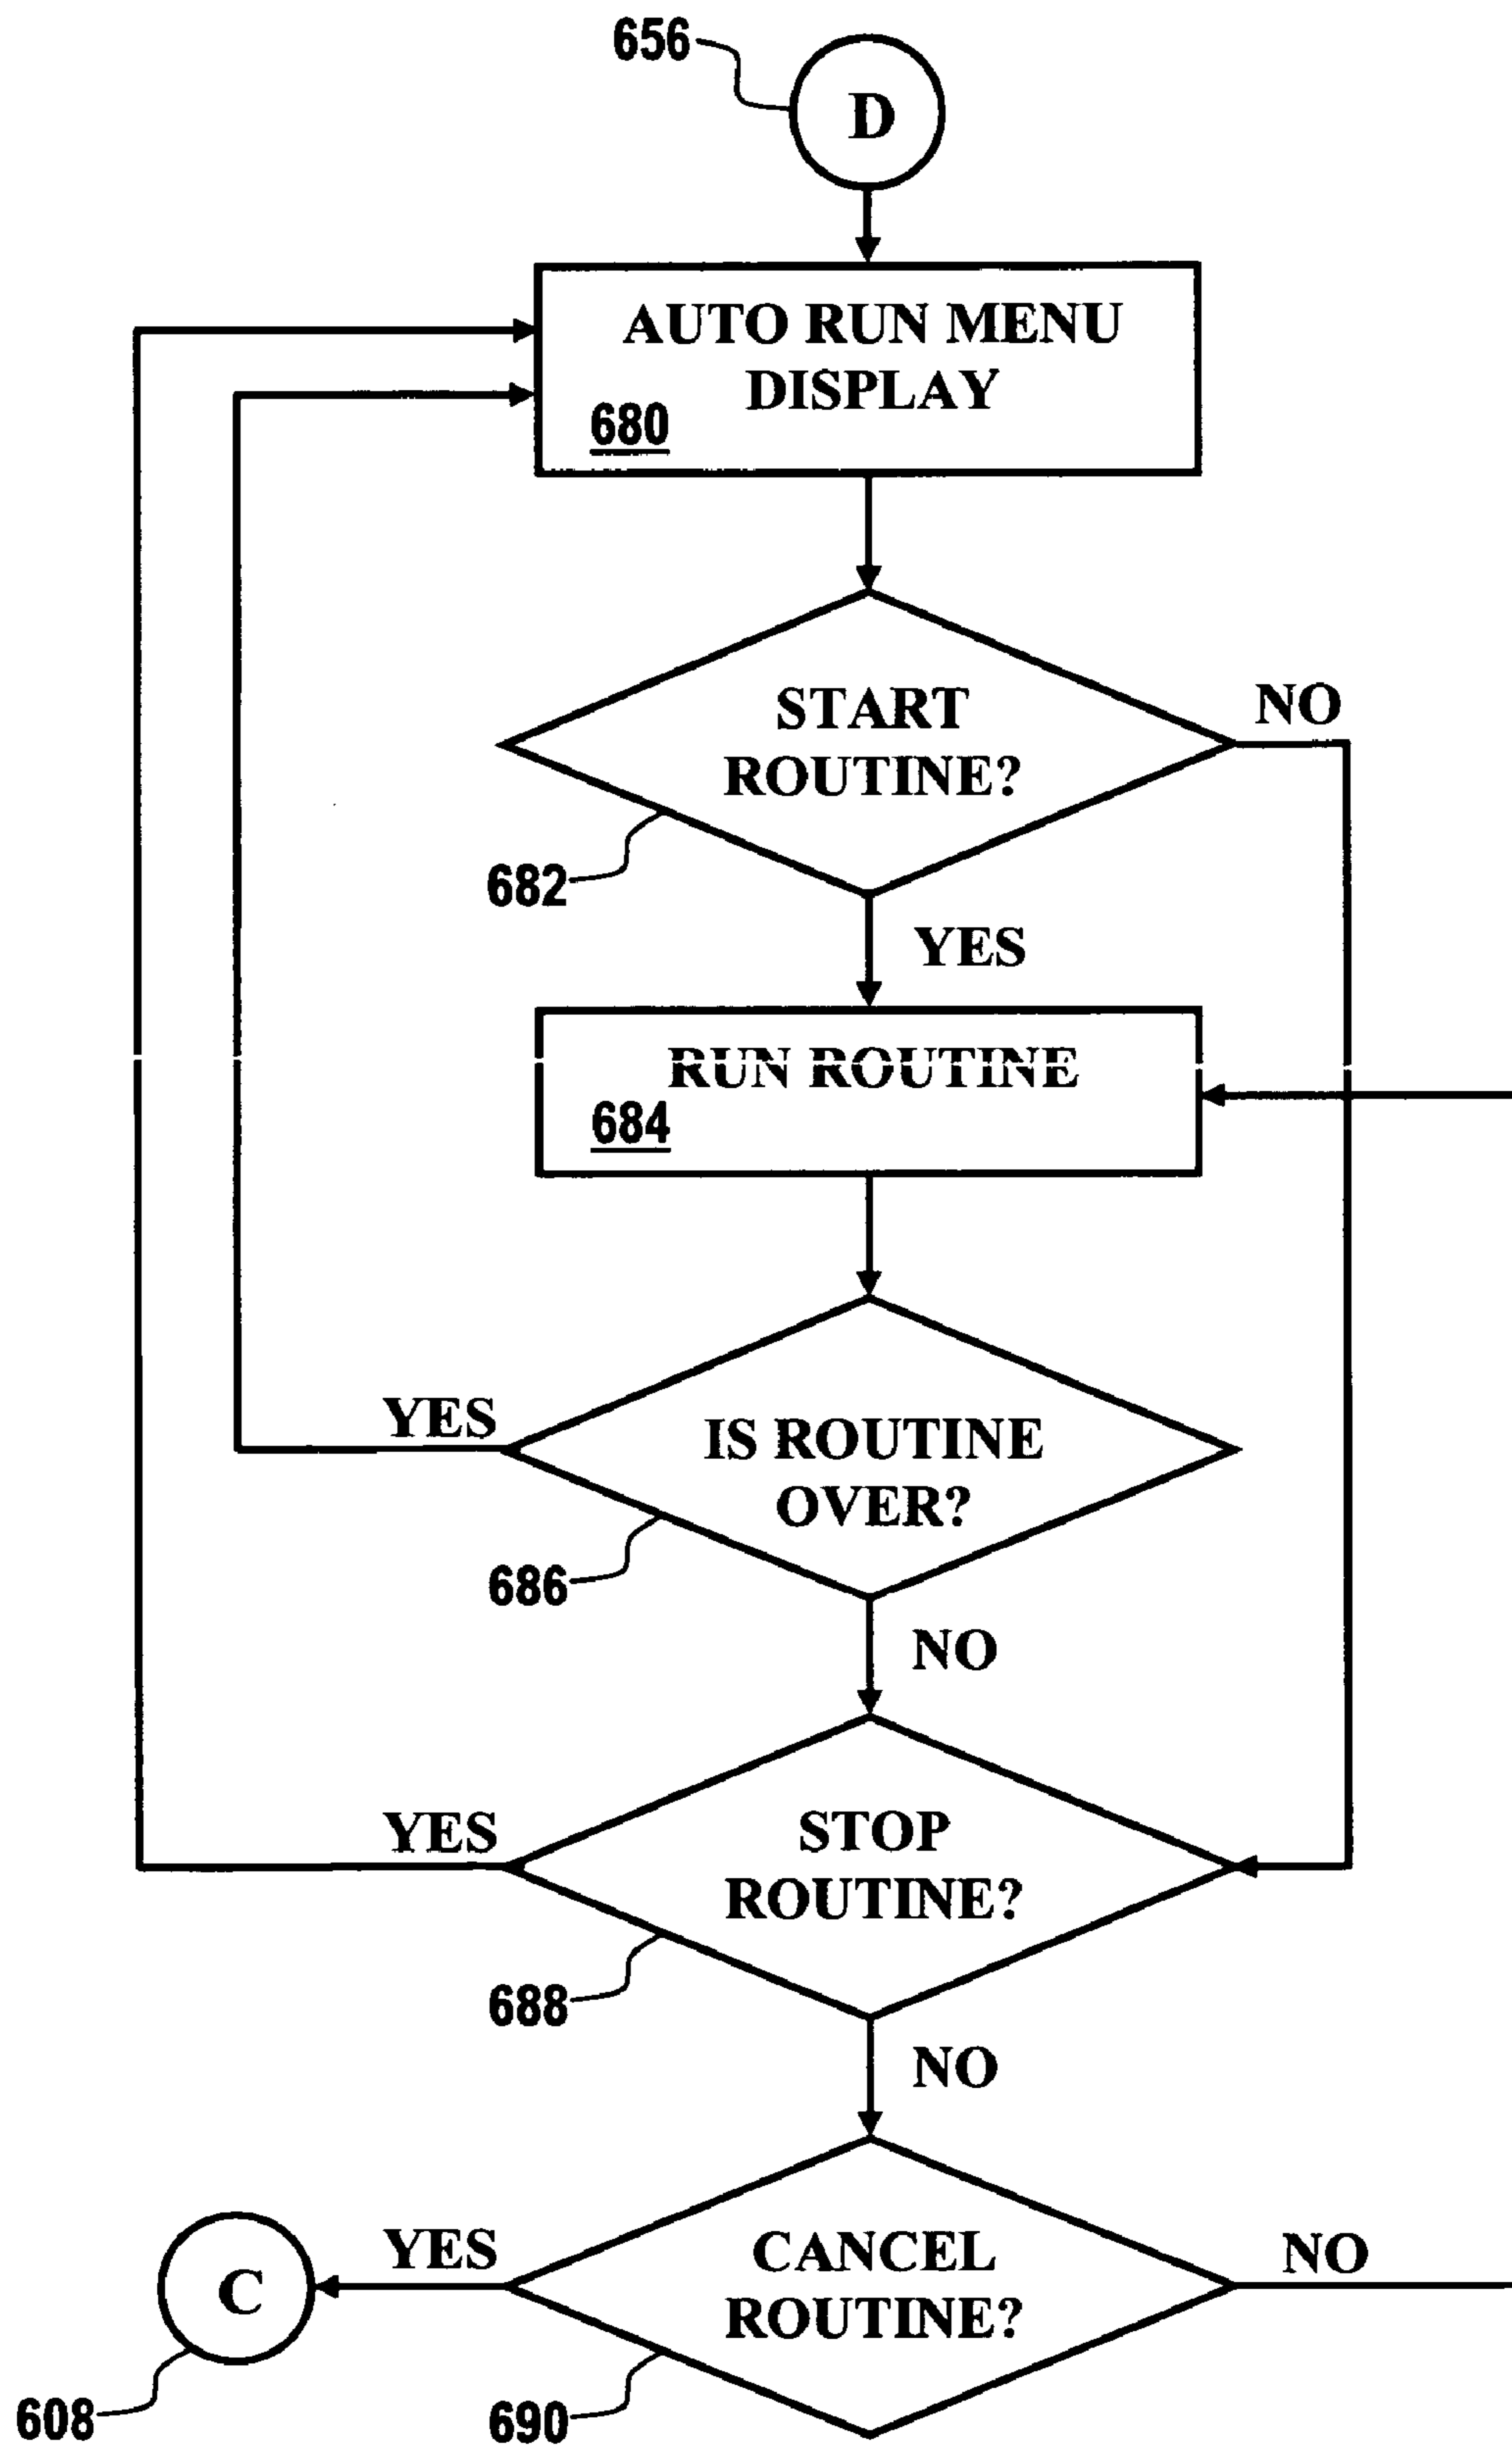 656
D
AUTO RUN MENU
DISPLAY
680
START
ROUTINE?
NO
682
YES
RUN ROUTINE
684
YES
IS ROUTINE
OVER?
686
NO
YES
STOP
ROUTINE?
688
NO
YES
CANCEL
ROUTINE?
NO
C
608
690